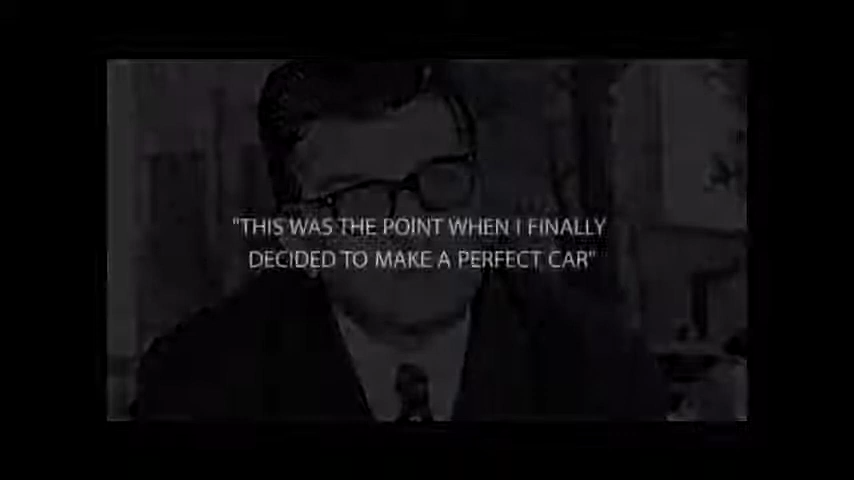 "THIS WAS THE POINT WHEN I FINALLY
DECIDED TO MAKE A PERFECT CAR"